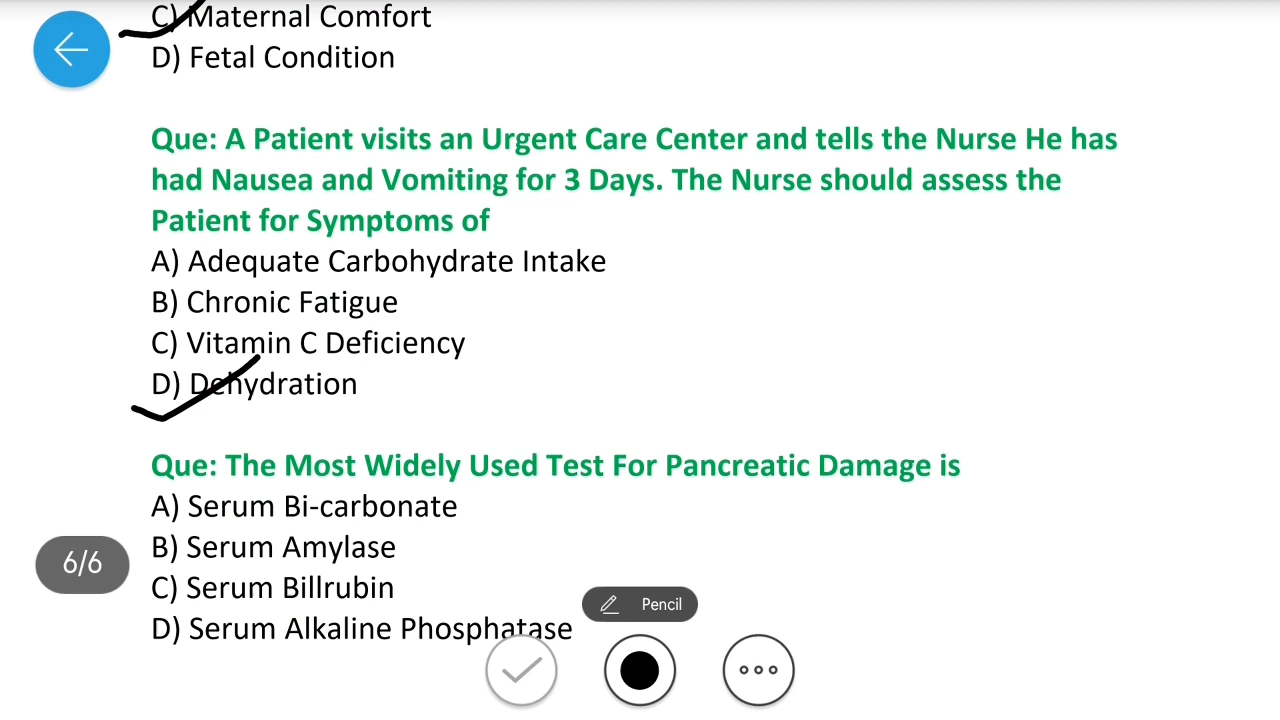 C) Maternal Comfort
D) Fetal Condition
Que: A Patient visits an Urgent Care Center and tells the Nurse He has
had Nausea and Vomiting for 3 Days. The Nurse should assess the
Patient for Symptoms of
A) Adequate Carbohydrate Intake
B) Chronic Fatigue
C) Vitamin C Deficiency
D) Dehydration
Que: The Most Widely Used Test For Pancreatic Damage is
A) Serum Bi-carbonate
B) Serum Amylase
6/6
C) Serum Billrubin
Pencil
D) Serum Alkaline Phosphatase